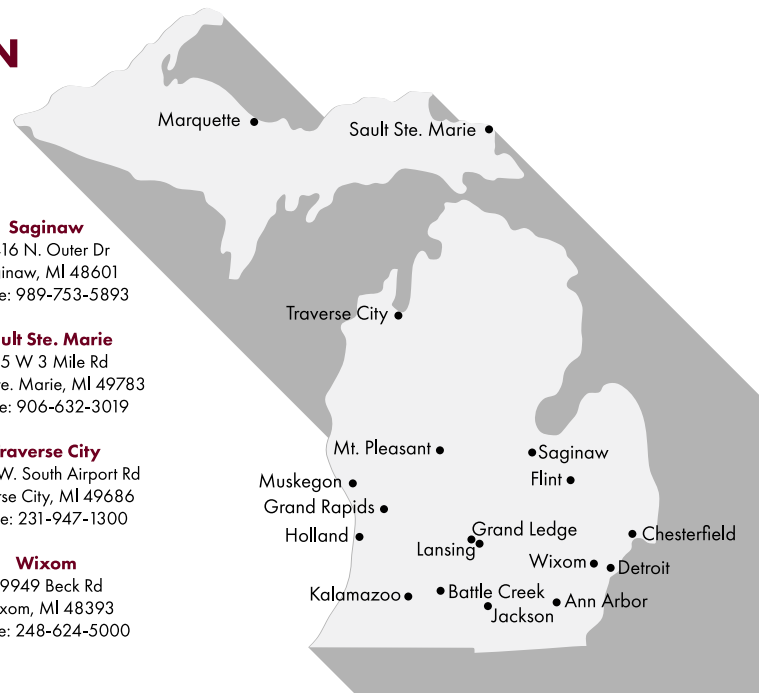 N
Saginaw
16 N. Outer Dr
inaw, MI 48601
e: 989-753-5893
ult Ste. Marie
5 W 3 Mile Rd
e. Marie, MI 49783
e: 906-632-3019
raverse City
W. South Airport Rd
rse City, MI 49686
e: 231-947-1300
Wixom
9949 Beck Rd
xom, MI 48393
e: 248-624-5000
Marquette
Sault Ste. Marie
Traverse City
Mt. Pleasant
Saginaw
Muskegon
Flint
Grand Rapids
Holland
Grand Ledge
Chesterfield
Lansing
Wixom
Detroit
Kalamazoo
Battle Creek
Ann Arbor
Jackson